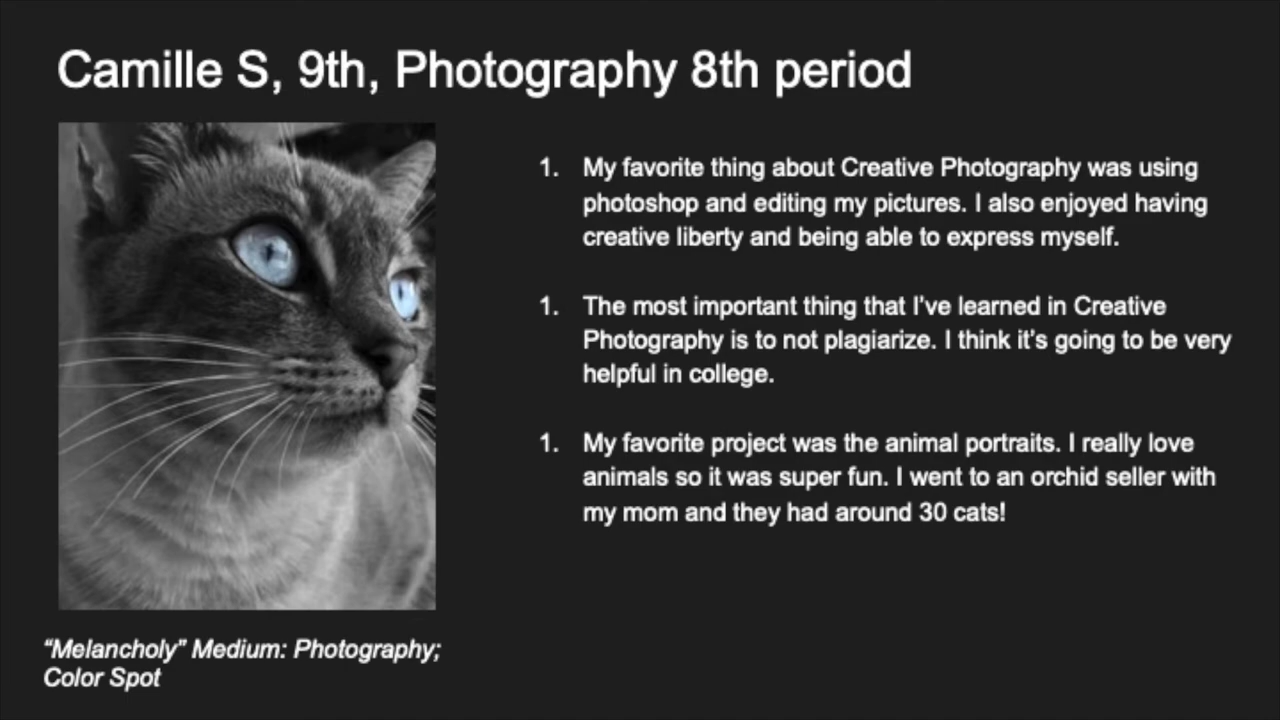 Camille S, 9th, Photography 8th period
1. My favorite thing about Creative Photography was using
photoshop and editing my pictures. I also enjoyed having
creative liberty and being able to express myself.
1. The most important thing that I've learned in Creative
Photography is to not plagiarize. I think it's going to be very
helpful in college.
1. My favorite project was the animal portraits. I really love
animals so it was super fun. I went to an orchid seller with
my mom and they had around 30 cats!
“Melancholy” Medium: Photography;
Color Spot